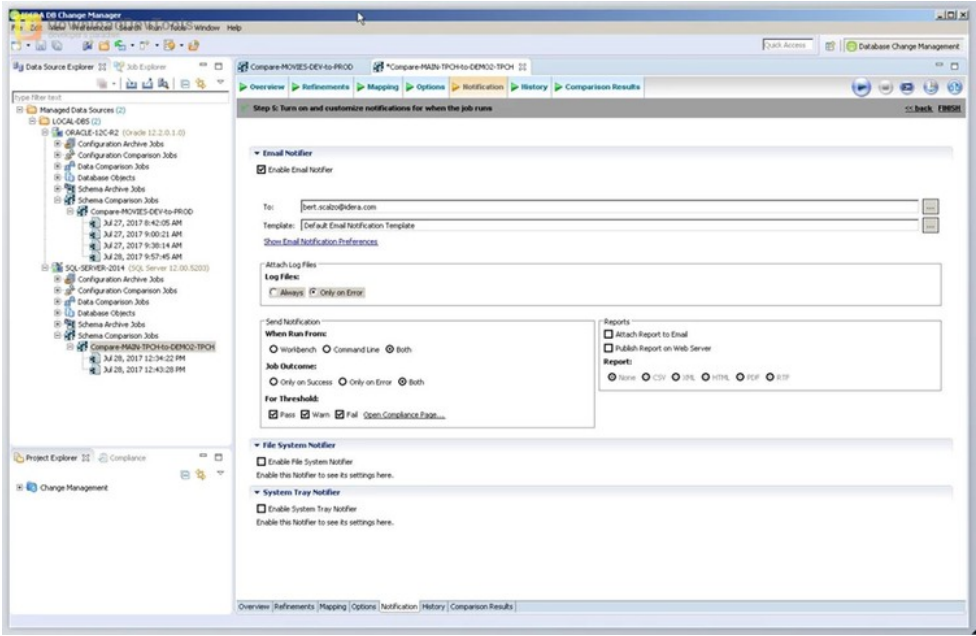 IDERA DB Change Manager
File Edit View Preferences Search Run Tools Window Help
Quick Access
Database Change Management
Data Source Explorer
Job Explorer
type filter text
Managed Data Sources (2)
LOCAL-DBS (2)
ORACLE-12C-R2 (Oracle 12.2.0.1.0)
Configuration Archive Jobs
Configuration Comparison Jobs
Data Comparison Jobs
Database Objects
Schema Archive Jobs
Schema Comparison Jobs
Compare-MOVIES-DEV-to-PROD
Jul 27, 2017 8:42:05 AM
Jul 27, 2017 9:00:21 AM
Jul 27, 2017 9:38:14 AM
Jul 28, 2017 9:57:45 AM
SQL-SERVER-2014 (SQL Server 12.00.5203)
Configuration Archive Jobs
Configuration Comparison Jobs
Data Comparison Jobs
Database Objects
Schema Archive Jobs
Schema Comparison Jobs
Compare-MAIN-TPCH-to-DEMO2-TPCH
Jul 28, 2017 12:34:22 PM
Jul 28, 2017 12:43:28 PM
Project Explorer
Compliance
Change Management
Compare-MOVIES-DEV-to-PROD
*Compare-MAIN-TPCH-to-DEMO2-TPCH
Overview Refinements Mapping Options Notification History Comparison Results
Step 5: Turn on and customize notifications for when the job runs
<< back FINISH
Email Notifier
Enable Email Notifier
To: bert.scalzo@idera.com
...
Template: Default Email Notification Template
...
Show Email Notification Preferences
Attach Log Files
Log Files:
Always Only on Error
Send Notification
When Run From:
Workbench Command Line Both
Job Outcome:
Only on Success Only on Error Both
For Threshold:
Pass Warn Fail Open Compliance Page....
Reports
Attach Report to Email
Publish Report on Web Server
Report:
None CSV XML HTML PDF RTF
File System Notifier
Enable File System Notifier
Enable this Notifier to see its settings here.
System Tray Notifier
Enable System Tray Notifier
Enable this Notifier to see its settings here.
Overview Refinements Mapping Options Notification History Comparison Results